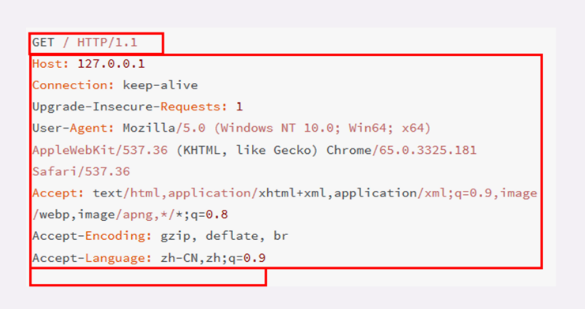 GET / HTTP/1.1
Host: 127.0.0.1
Connection: keep-alive
Upgrade-Insecure-Requests: 1
User-Agent: Mozilla/5.0 (Windows NT 10.0; Win64; x64)
AppleWebKit/537.36 (KHTML, like Gecko) Chrome/65.0.3325.181
Safari/537.36
Accept: text/html,application/xhtml+xml,application/xml;q=0.9,image
/webp,image/apng,*/*;q=0.8
Accept-Encoding: gzip, deflate, br
Accept-Language: zh-CN,zh;q=0.9